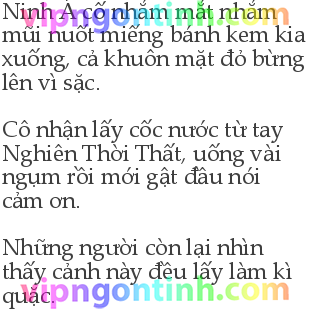 Ninh Ả cố nhắm mắt nhắm
mũi nuốt miếng bánh kem kia
xuống, cả khuôn mặt đỏ bừng
lên vì sặc.
Cô nhận lấy cốc nước từ tay
Nghiên Thời Thất, uống vài
ngụm rồi mới gật đầu nói
cảm ơn.
Những người còn lại nhìn
thấy cảnh này đều lấy làm kì
quặc.
vipngontinh.com
vipngontinh.com